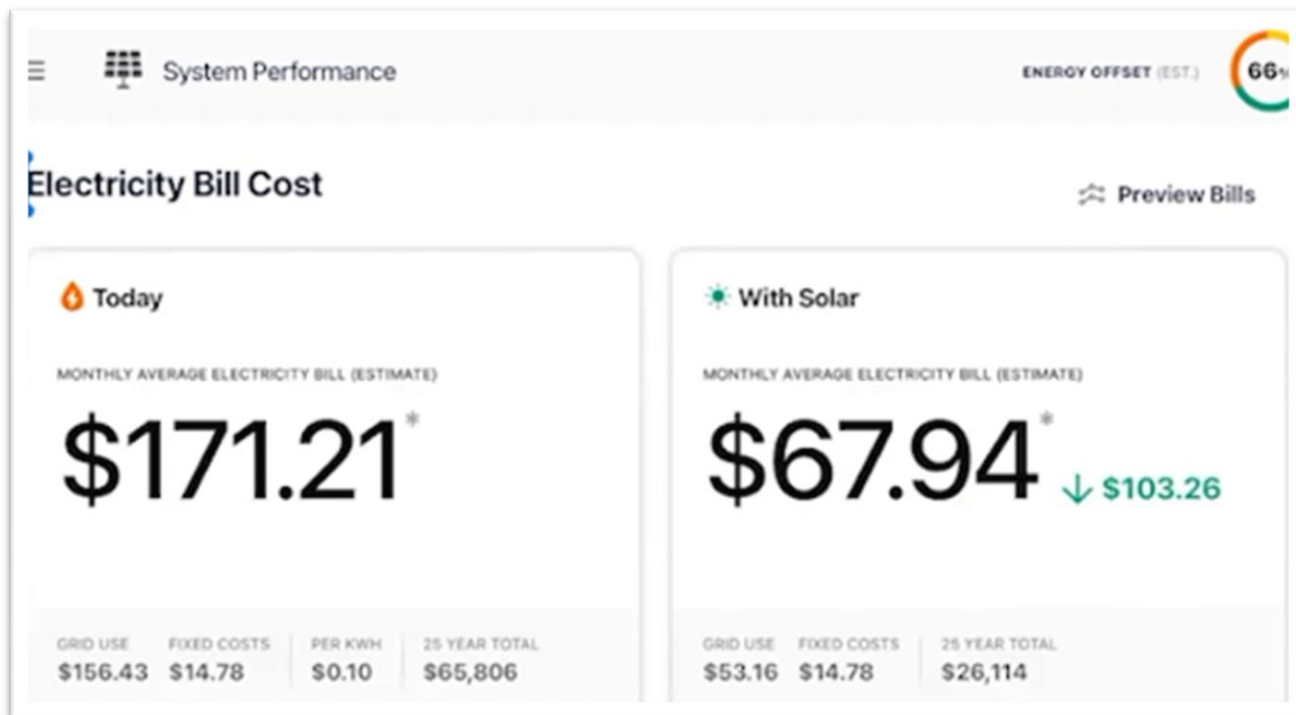 System Performance
ENERGY OFFSET (EST.) 66%
Electricity Bill Cost
Preview Bills
Today
MONTHLY AVERAGE ELECTRICITY BILL (ESTIMATE)
$171.21*
GRID USE FIXED COSTS PER KWH 25 YEAR TOTAL
$156.43 $14.78 $0.10 $65,806
With Solar
MONTHLY AVERAGE ELECTRICITY BILL (ESTIMATE)
$67.94* ↓ $103.26
GRID USE FIXED COSTS 25 YEAR TOTAL
$53.16 $14.78 $26,114